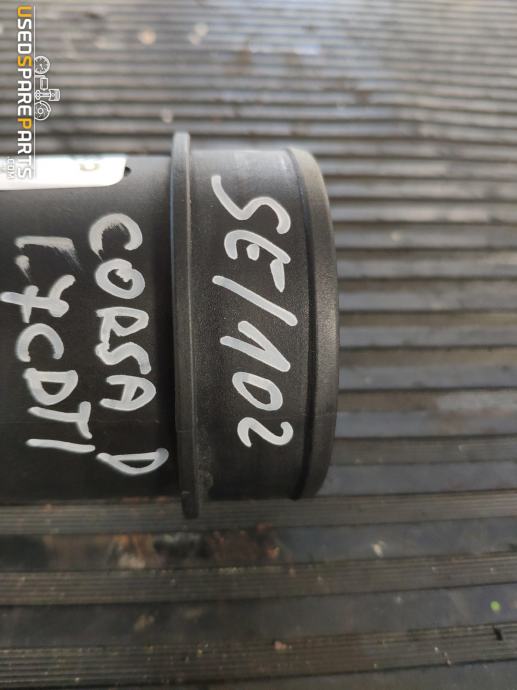 USEDSPAREPARTS
.COM
CORSA D
1.7CDTI
SE/102